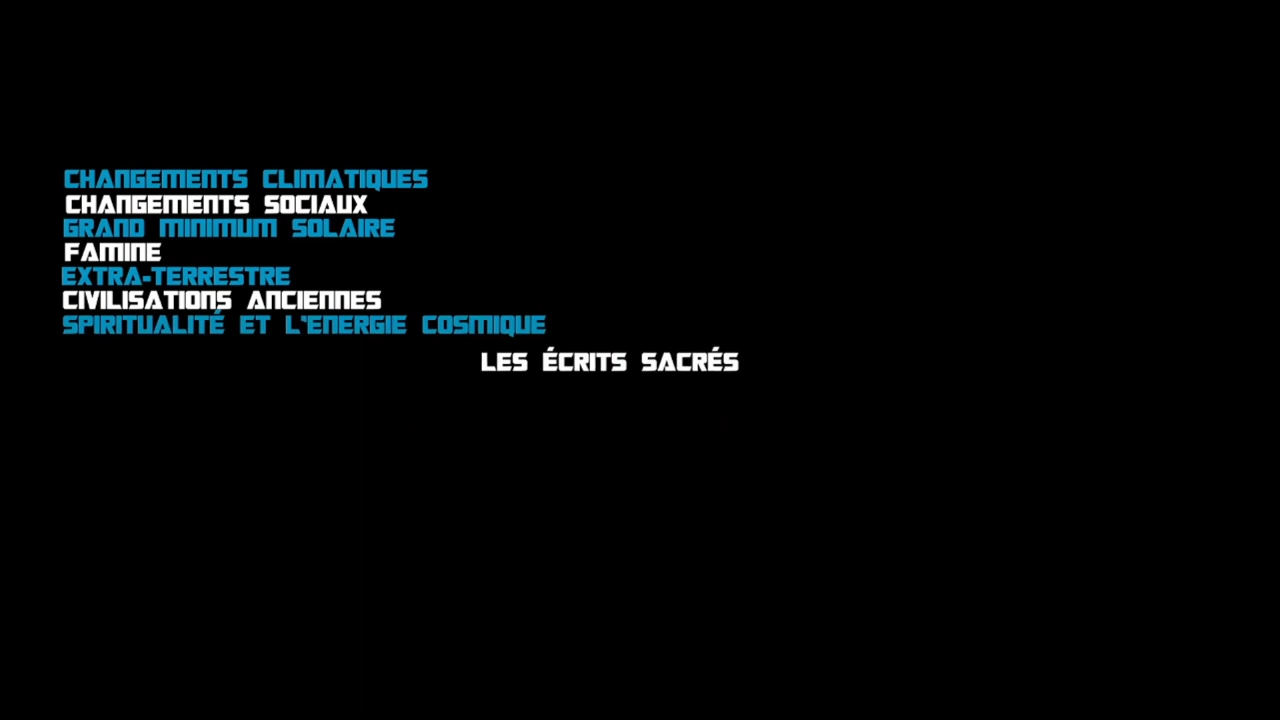 CHANGEMENTS CLIMATIQUES
CHANGEMENTS SOCIAUX
GRAND MINIMUM SOLAIRE
FAMINE
EXTRA-TERRESTRE
CIVILISATIONS ANCIENNES
SPIRITUALITÉ ET L'ENERGIE COSMIQUE
LES ÉCRITS SACRÉS